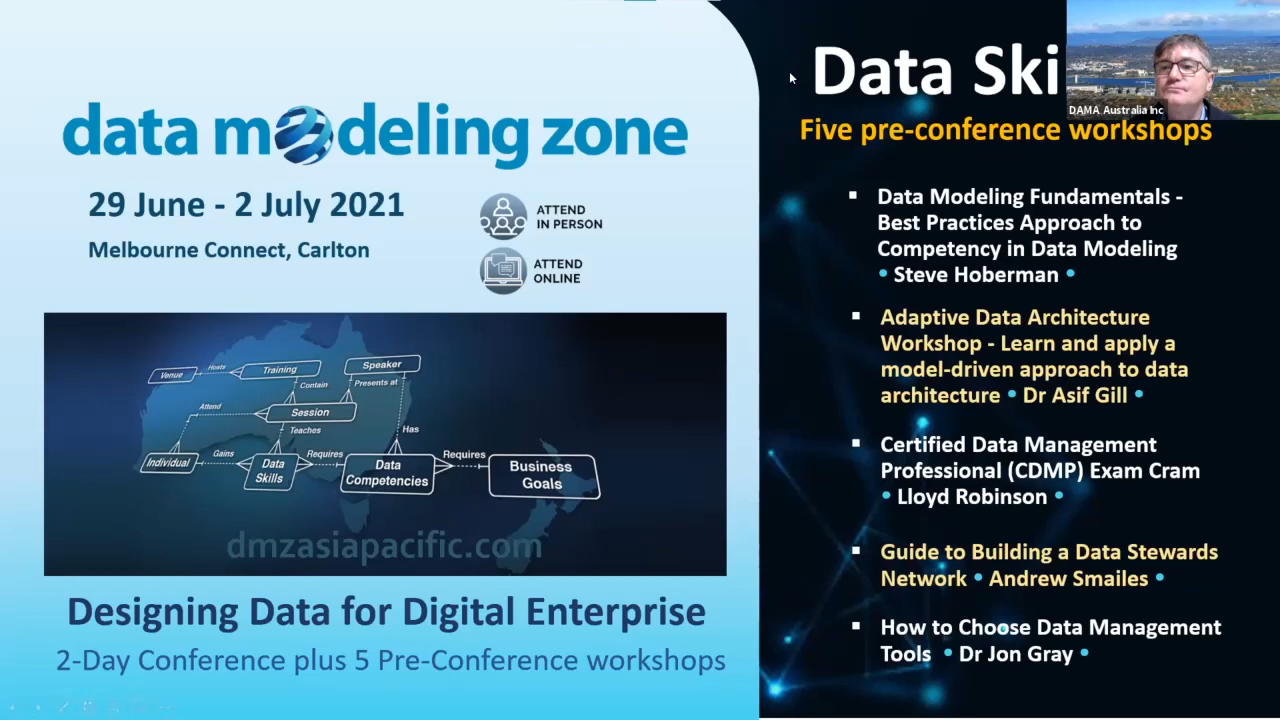 data modeling zone
29 June - 2 July 2021
Melbourne Connect, Carlton
ATTEND
IN PERSON
ATTEND
ONLINE
Venue
Hosts
Training
Speaker
Contain
Presents at
Attend
Session
Teaches
Has
Individual
Gains
Data
Skills
Requires
Data
Competencies
Requires
Business
Goals
dmzasiapacific.com
Designing Data for Digital Enterprise
2-Day Conference plus 5 Pre-Conference workshops
Data Ski
DAMA Australia Inc
Five pre-conference workshops
▪ Data Modeling Fundamentals -
Best Practices Approach to
Competency in Data Modeling
• Steve Hoberman •
▪ Adaptive Data Architecture
Workshop - Learn and apply a
model-driven approach to data
architecture • Dr Asif Gill •
▪ Certified Data Management
Professional (CDMP) Exam Cram
• Lloyd Robinson •
▪ Guide to Building a Data Stewards
Network • Andrew Smailes •
▪ How to Choose Data Management
Tools • Dr Jon Gray •